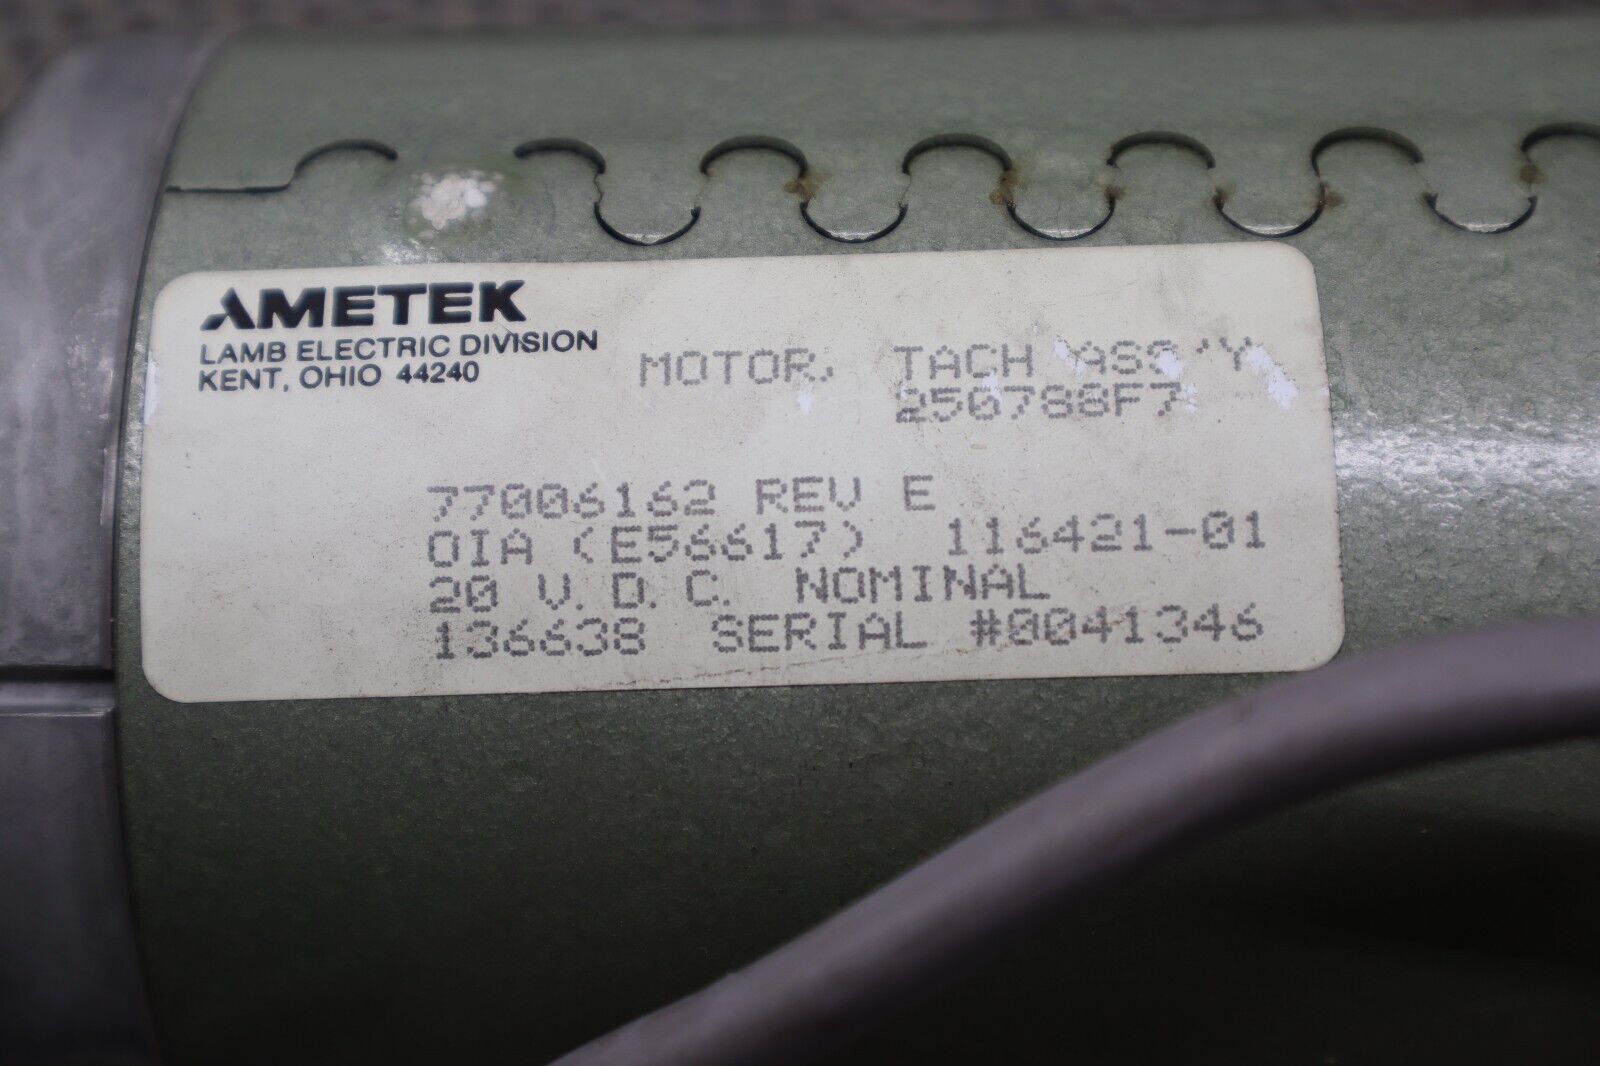 AMETEK
LAMB ELECTRIC DIVISION
KENT, OHIO 44240
MOTOR, TACH ASS'Y
250788F7
77006162 REV E
OIA (E56617) 116421-01
20 V.D.C. NOMINAL
136638 SERIAL #0041346